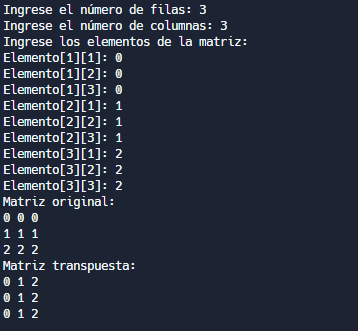 Ingrese el número de filas: 3
Ingrese el número de columnas: 3
Ingrese los elementos de la matriz:
Elemento[1][1]: 0
Elemento[1][2]: 0
Elemento[1][3]: 0
Elemento[2][1]: 1
Elemento[2][2]: 1
Elemento[2][3]: 1
Elemento[3][1]: 2
Elemento[3][2]: 2
Elemento[3][3]: 2
Matriz original:
0 0 0
1 1 1
2 2 2
Matriz transpuesta:
0 1 2
0 1 2
0 1 2